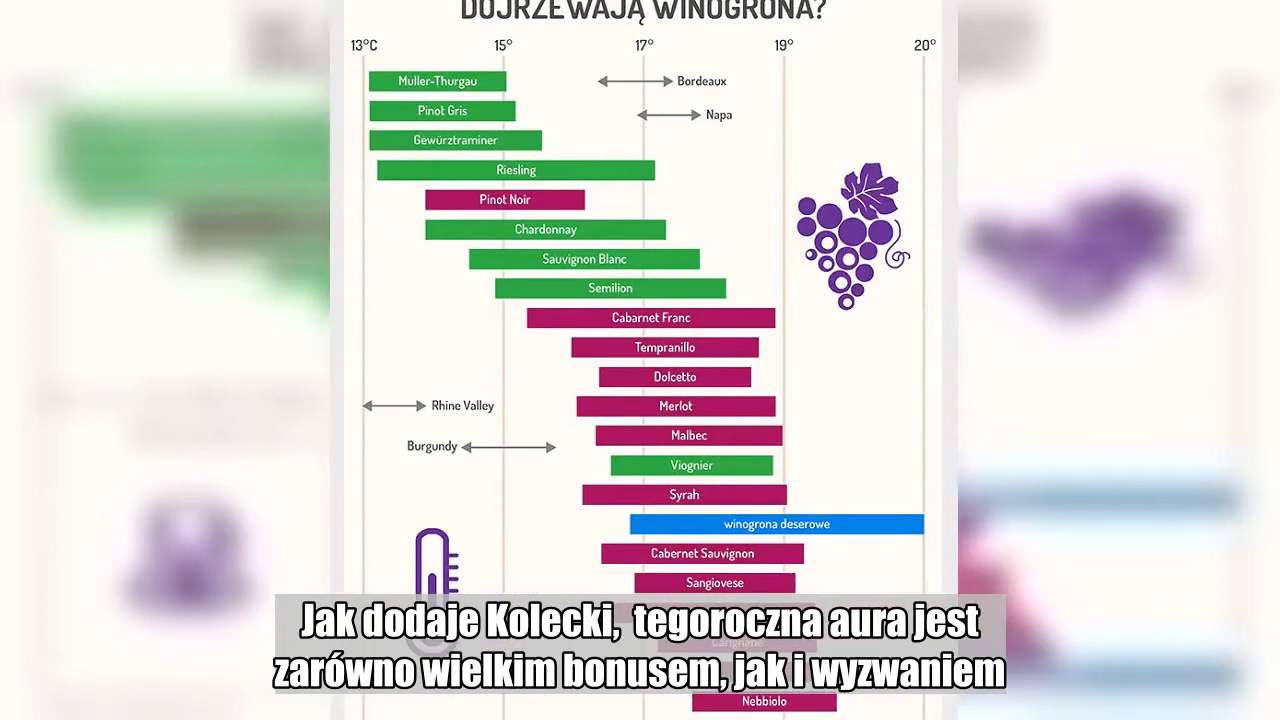 DOJRZEWAJĄ WINOGRONA?
13°C 15° 17° 19° 20°
Muller-Thurgau
Bordeaux
Pinot Gris
Napa
Gewürztraminer
Riesling
Pinot Noir
Chardonnay
Sauvignon Blanc
Semilion
Cabarnet Franc
Tempranillo
Dolcetto
Merlot
Rhine Valley
Malbec
Burgundy
Viognier
Syrah
winogrona deserowe
Cabernet Sauvignon
Sangiovese
Jak dodaje Kolecki, tegoroczna aura jest
zarówno wielkim bonusem, jak i wyzwaniem
Nebbiolo